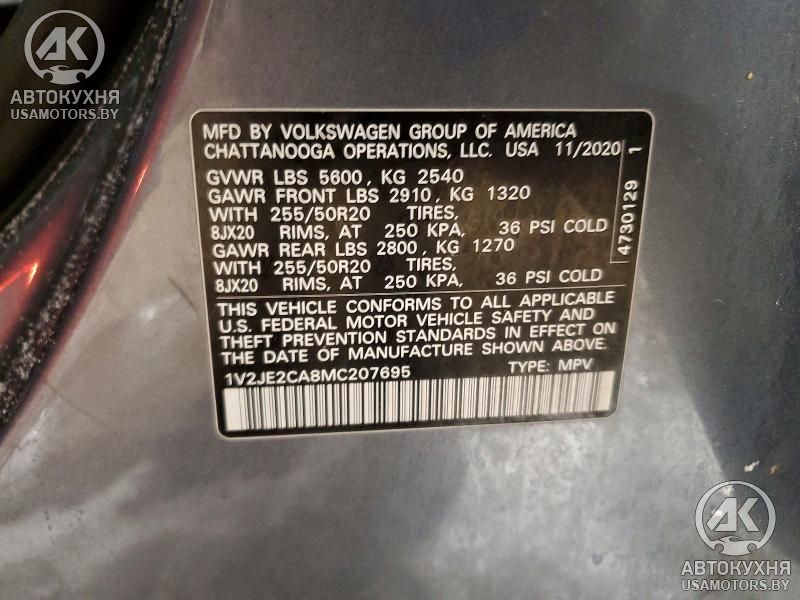 AK
АВТОКУХНЯ
USAMOTORS.BY
MFD BY VOLKSWAGEN GROUP OF AMERICA
CHATTANOOGA OPERATIONS, LLC. USA 11/2020
GVWR LBS 5600, KG 2540
GAWR FRONT LBS 2910, KG 1320
WITH 255/50R20 TIRES,
8JX20 RIMS, AT 250 KPA, 36 PSI COLD
GAWR REAR LBS 2800, KG 1270
WITH 255/50R20 TIRES,
8JX20 RIMS, AT 250 KPA, 36 PSI COLD
THIS VEHICLE CONFORMS TO ALL APPLICABLE
U.S. FEDERAL MOTOR VEHICLE SAFETY AND
THEFT PREVENTION STANDARDS IN EFFECT ON
THE DATE OF MANUFACTURE SHOWN ABOVE.
1V2JE2CA8MC207695 TYPE: MPV
4730129 1
AK
АВТОКУХНЯ
USAMOTORS.BY